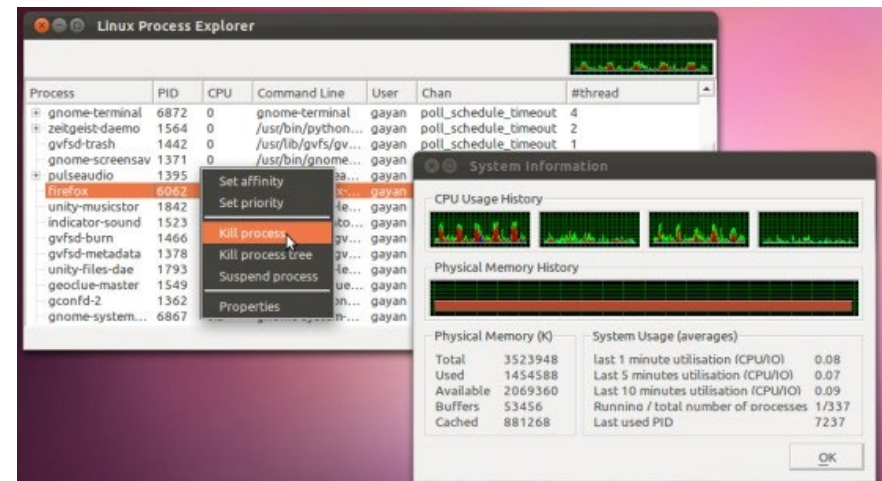 Linux Process Explorer
Process PID CPU Command Line User Chan #thread
gnome-terminal 6872 0 gnome-terminal gayan poll_schedule_timeout 4
zeitgeist-daemo 1564 0 /usr/bin/python... gayan poll_schedule_timeout 2
gvfsd-trash 1442 0 /usr/lib/gvfs/gv... gayan poll_schedule_timeout 1
gnome-screensav 1371 0 /usr/bin/gnome... gayan
pulseaudio 1395 gayan
firefox 6062 gayan
unity-musicstor 1842 gayan
indicator-sound 1523 gayan
gvfsd-burn 1466 gayan
gvfsd-metadata 1378 gayan
unity-files-dae 1793 gayan
geoclue-master 1549 gayan
gconfd-2 1362 gayan
gnome-system... 6867 gayan
Set affinity
Set priority
Kill process
Kill process tree
Suspend process
Properties
System Information
CPU Usage History
Physical Memory History
Physical Memory (K)
Total 3523948
Used 1454588
Available 2069360
Buffers 53456
Cached 881268
System Usage (averages)
last 1 minute utilisation (CPU/IO) 0.08
Last 5 minutes utilisation (CPU/IO) 0.07
Last 10 minutes utilisation (CPU/IO) 0.09
Running / total number of processes 1/337
Last used PID 7237
OK